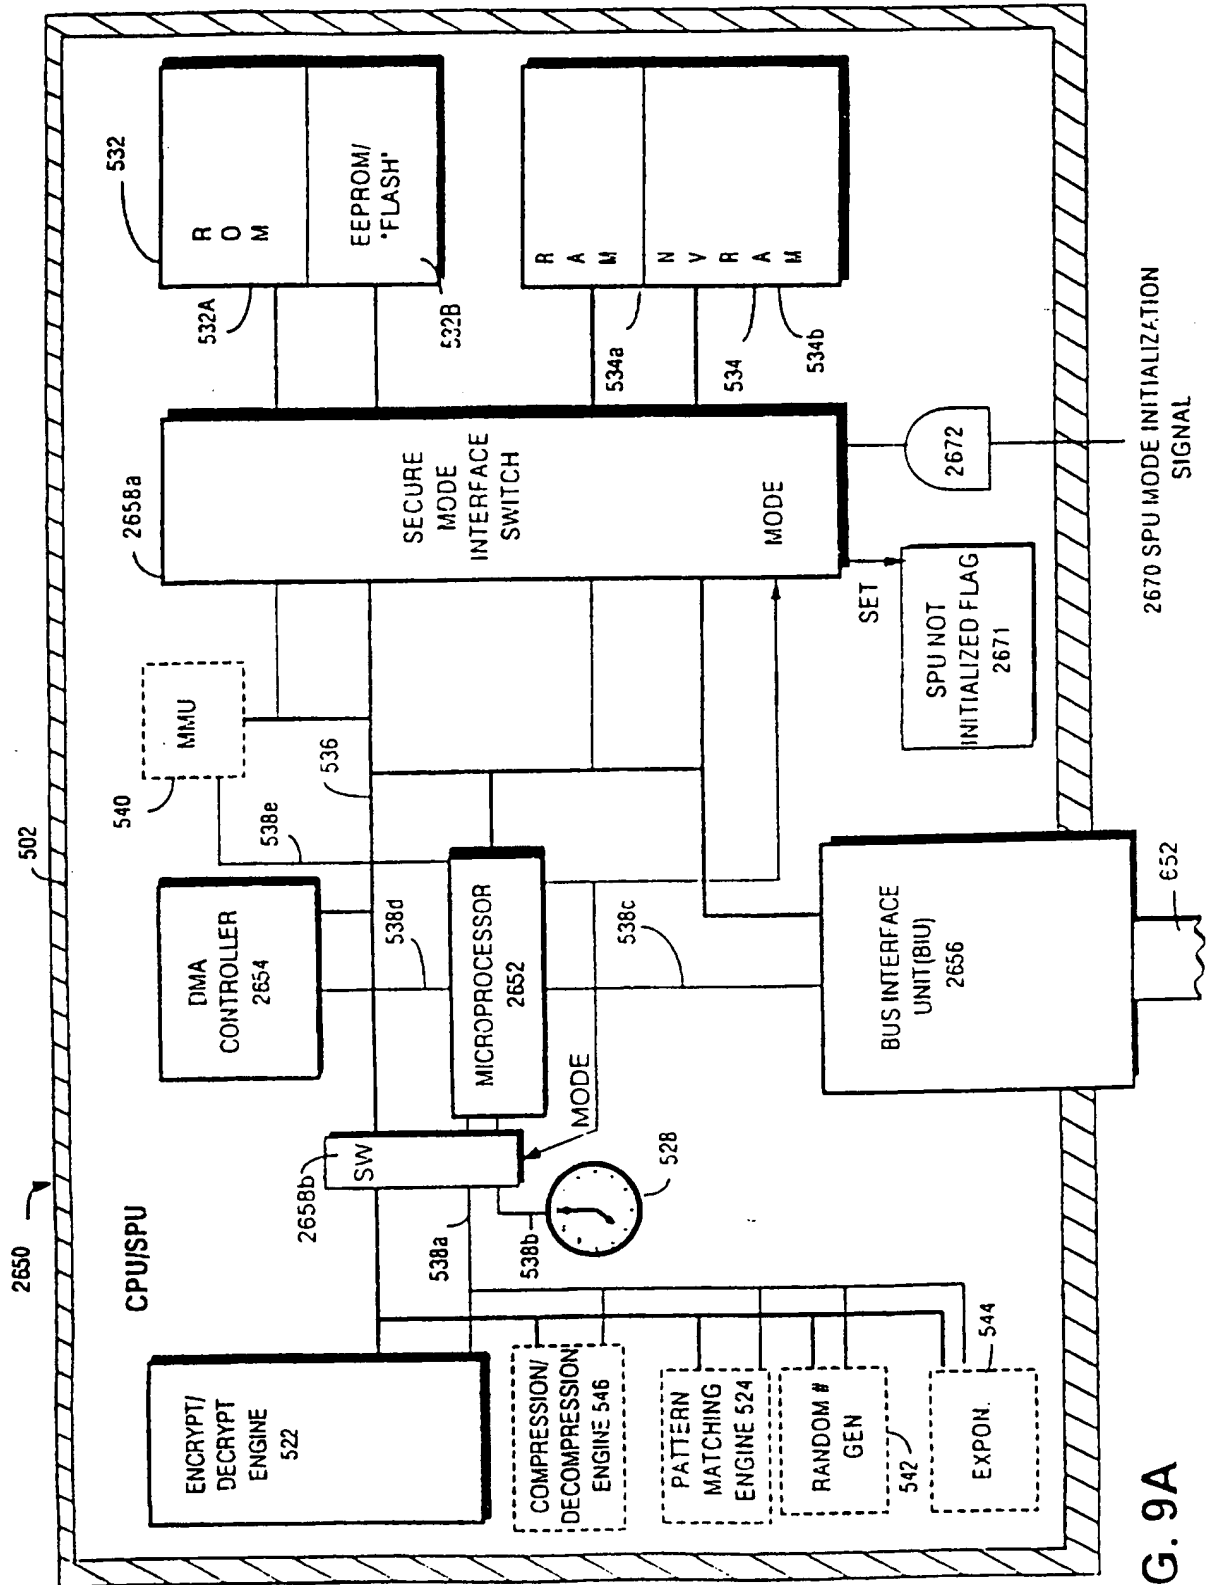 2650
502
CPU/SPU
ENCRYPT/
DECRYPT
ENGINE
522
2658b
SW
DMA
CONTROLLER
2654
540
MMU
538e
536
538d
2658a
SECURE
MODE
INTERFACE
SWITCH
MODE
532
ROM
532A
EEPROM/
"FLASH"
532B
RAM
NVRAM
534a
534
534b
538a
538b
528
MODE
MICROPROCESSOR
2652
538c
COMPRESSION/
DECOMPRESSION
ENGINE 546
PATTERN
MATCHING
ENGINE 524
RANDOM #
GEN
542
EXPON.
544
BUS INTERFACE
UNIT(BIU)
2656
652
SET
SPU NOT
INITIALIZED FLAG
2671
2672
2670 SPU MODE INITIALIZATION
SIGNAL
G. 9A